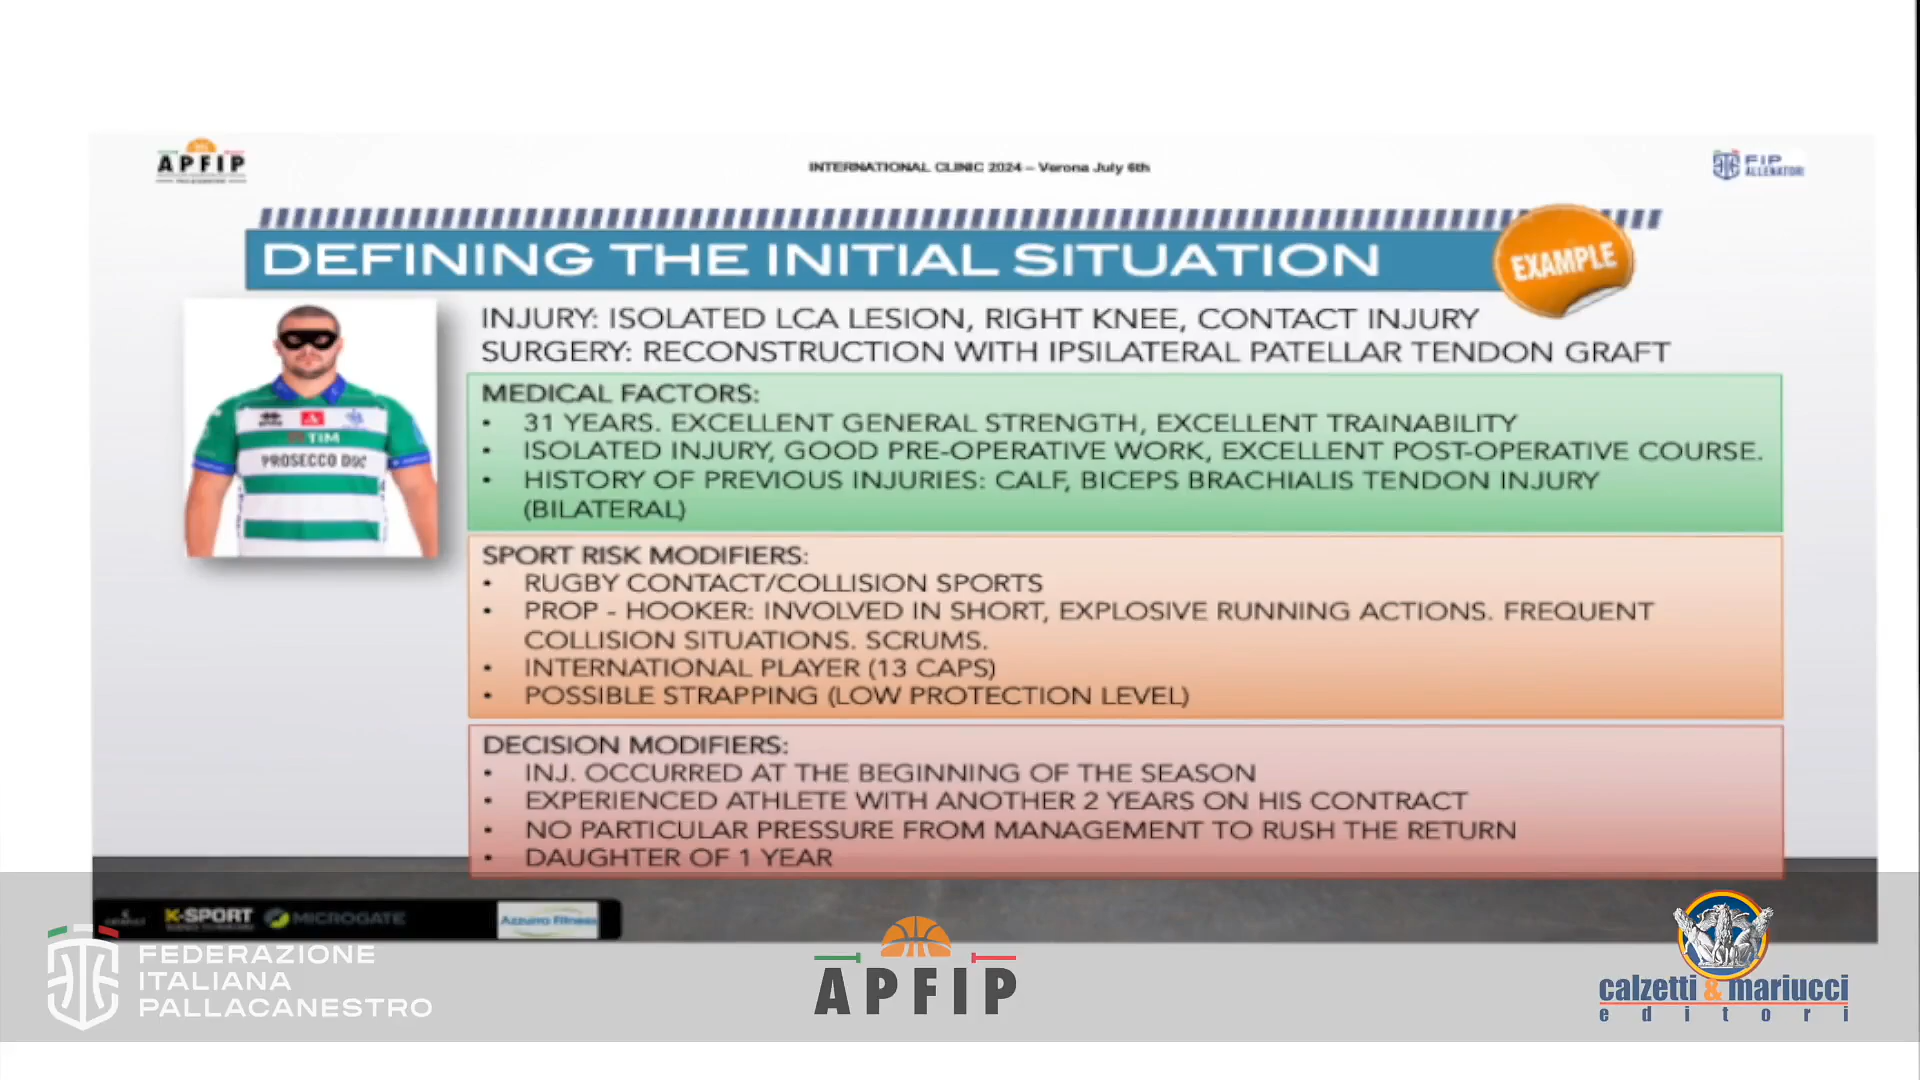 APFIP
INTERNATIONAL CLINIC 2024 – Verona July 6th
FIP
ALLENATORI
DEFINING THE INITIAL SITUATION
EXAMPLE
INJURY: ISOLATED LCA LESION, RIGHT KNEE, CONTACT INJURY
SURGERY: RECONSTRUCTION WITH IPSILATERAL PATELLAR TENDON GRAFT
TIM
PROSECCO DOC
MEDICAL FACTORS:
• 31 YEARS. EXCELLENT GENERAL STRENGTH, EXCELLENT TRAINABILITY
• ISOLATED INJURY, GOOD PRE-OPERATIVE WORK, EXCELLENT POST-OPERATIVE COURSE.
• HISTORY OF PREVIOUS INJURIES: CALF, BICEPS BRACHIALIS TENDON INJURY
(BILATERAL)
SPORT RISK MODIFIERS:
• RUGBY CONTACT/COLLISION SPORTS
• PROP - HOOKER: INVOLVED IN SHORT, EXPLOSIVE RUNNING ACTIONS. FREQUENT
COLLISION SITUATIONS. SCRUMS.
• INTERNATIONAL PLAYER (13 CAPS)
• POSSIBLE STRAPPING (LOW PROTECTION LEVEL)
DECISION MODIFIERS:
• INJ. OCCURRED AT THE BEGINNING OF THE SEASON
• EXPERIENCED ATHLETE WITH ANOTHER 2 YEARS ON HIS CONTRACT
• NO PARTICULAR PRESSURE FROM MANAGEMENT TO RUSH THE RETURN
• DAUGHTER OF 1 YEAR
K-SPORT
MICROGATE
Azzurro Fitness
FEDERAZIONE
ITALIANA
PALLACANESTRO
APFIP
calzetti & mariucci
editori